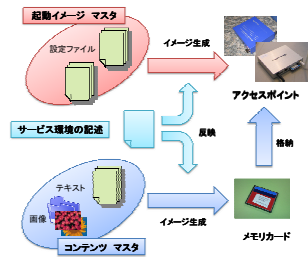 起動イメージ マスタ
設定ファイル
イメージ生成
アクセスポイント
サービス環境の記述
反映
格納
テキスト
画像
イメージ生成
コンテンツ マスタ
メモリカード